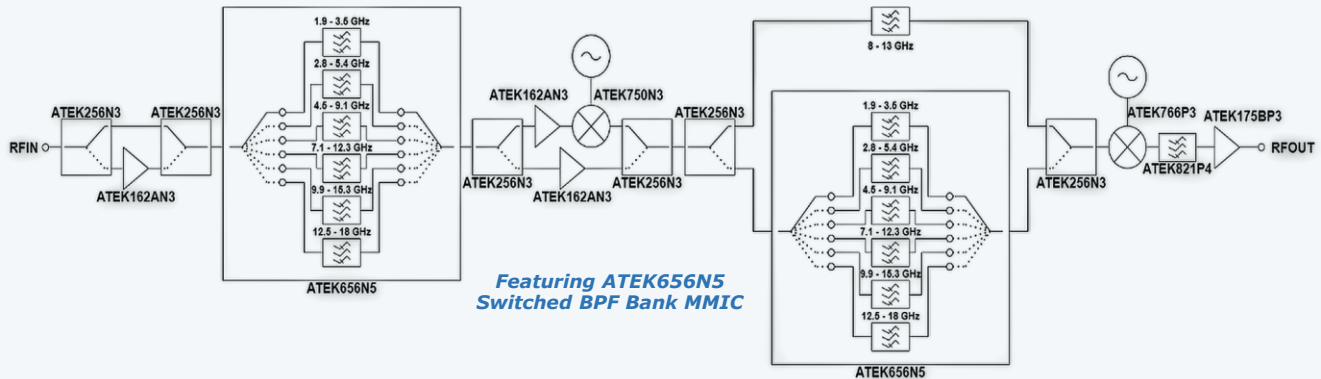 RFIN
ATEK256N3
ATEK162AN3
ATEK256N3
1.9 - 3.5 GHz
2.8 - 5.4 GHz
4.5 - 9.1 GHz
7.1 - 12.3 GHz
9.9 - 15.3 GHz
12.5 - 18 GHz
ATEK656N5
ATEK256N3
ATEK162AN3
ATEK750N3
ATEK162AN3
ATEK256N3
ATEK256N3
8 - 13 GHz
1.9 - 3.5 GHz
2.8 - 5.4 GHz
4.5 - 9.1 GHz
7.1 - 12.3 GHz
9.9 - 15.3 GHz
12.5 - 18 GHz
ATEK656N5
ATEK256N3
ATEK766P3
ATEK821P4
ATEK175BP3
RFOUT
Featuring ATEK656N5
Switched BPF Bank MMIC